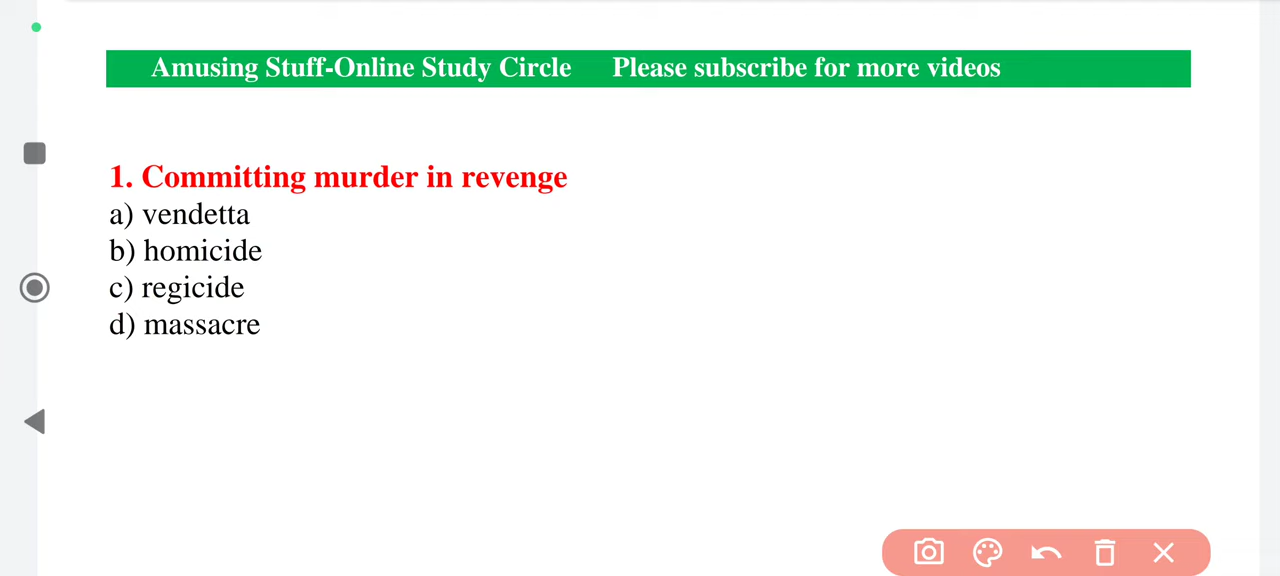 Amusing Stuff-Online Study Circle Please subscribe for more videos
1. Committing murder in revenge
a) vendetta
b) homicide
c) regicide
d) massacre